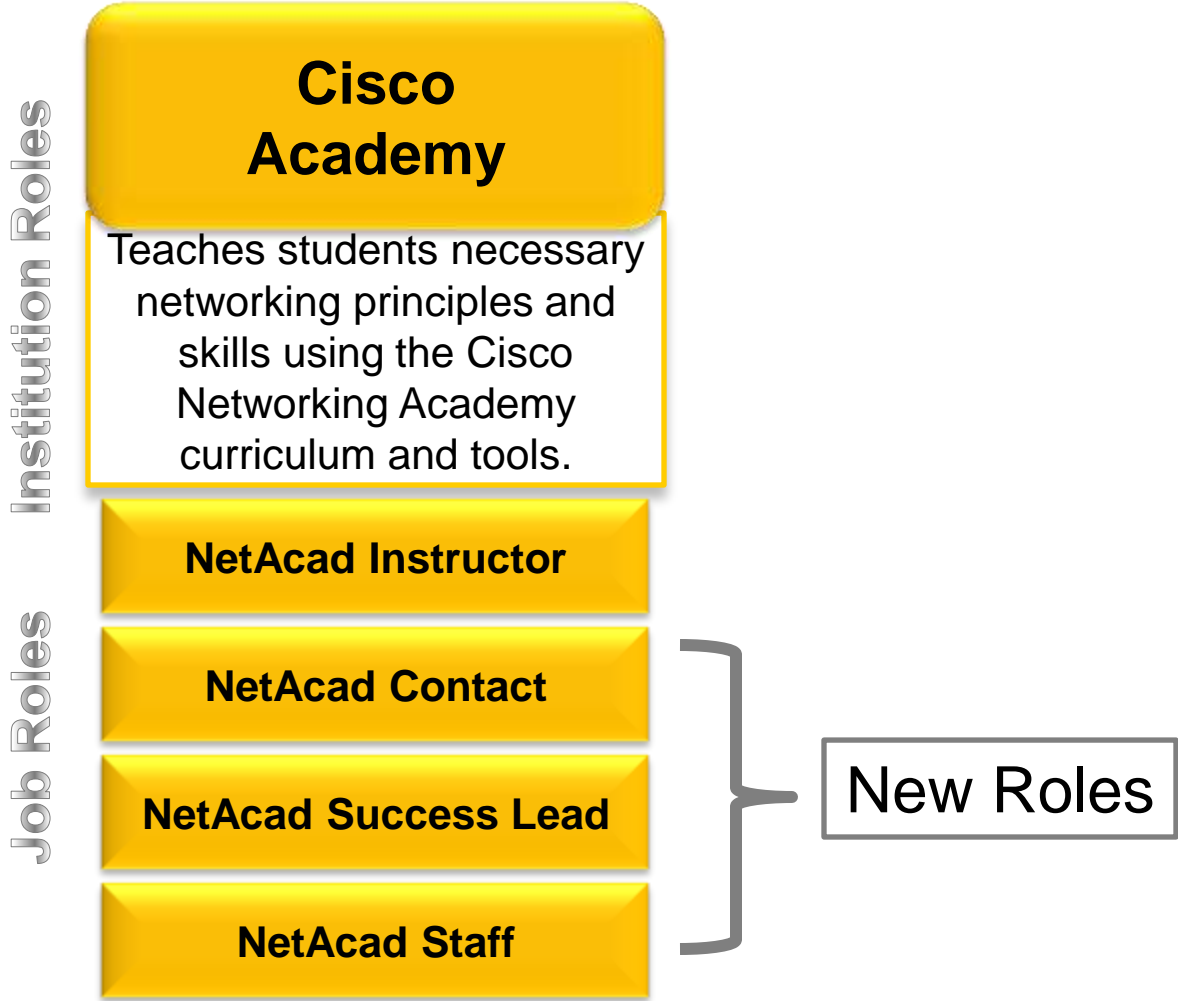 Institution Roles
Cisco
Academy
Teaches students necessary
networking principles and
skills using the Cisco
Networking Academy
curriculum and tools.
Job Roles
NetAcad Instructor
NetAcad Contact
NetAcad Success Lead
NetAcad Staff
New Roles